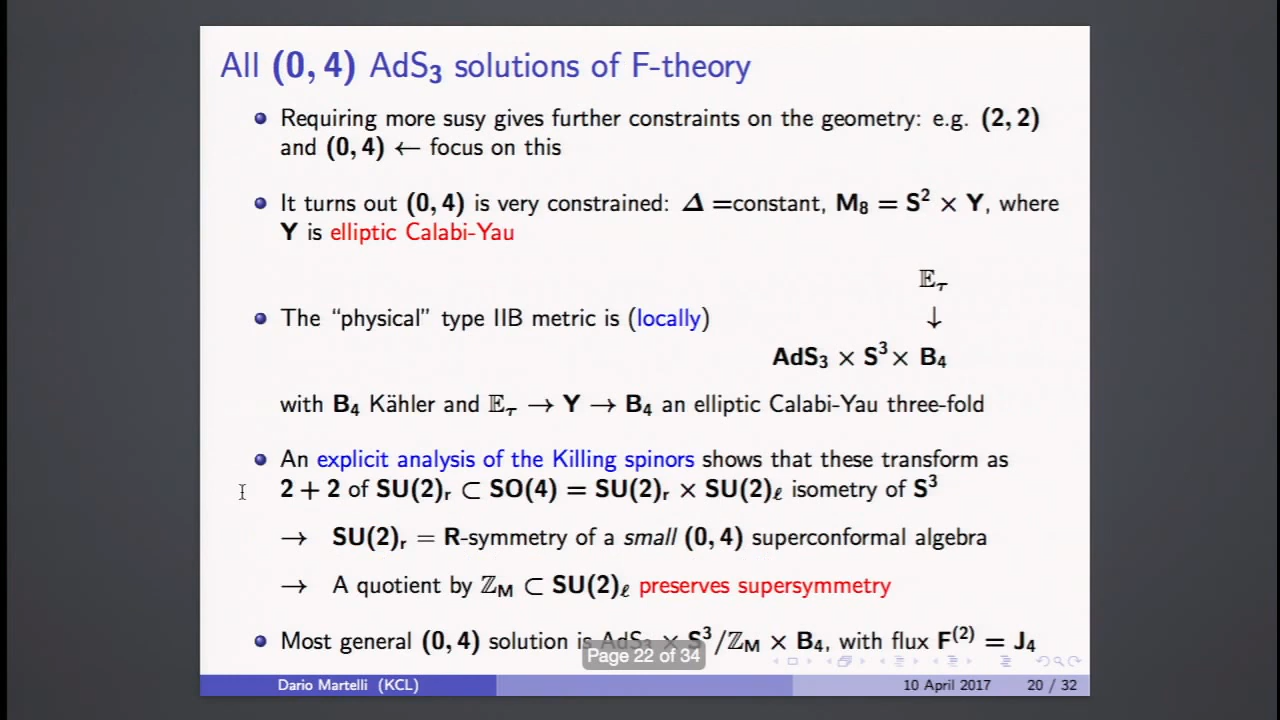 All (0, 4) AdS₃ solutions of F-theory
Requiring more susy gives further constraints on the geometry: e.g. (2, 2)
and (0, 4) ← focus on this
It turns out (0, 4) is very constrained: Δ =constant, M₈ = S² × Y, where
Y is elliptic Calabi-Yau
𝔼τ
↓
The “physical” type IIB metric is (locally)
AdS₃ × S³ × B₄
with B₄ Kähler and 𝔼τ → Y → B₄ an elliptic Calabi-Yau three-fold
An explicit analysis of the Killing spinors shows that these transform as
2 + 2 of SU(2)ᵣ ⊂ SO(4) = SU(2)ᵣ × SU(2)ℓ isometry of S³
→ SU(2)ᵣ = R-symmetry of a small (0, 4) superconformal algebra
→ A quotient by ℤM ⊂ SU(2)ℓ preserves supersymmetry
Most general (0, 4) solution is AdS₃ × S³/ℤM × B₄, with flux F⁽²⁾ = J₄
Page 22 of 34
Dario Martelli (KCL) 10 April 2017 20 / 32